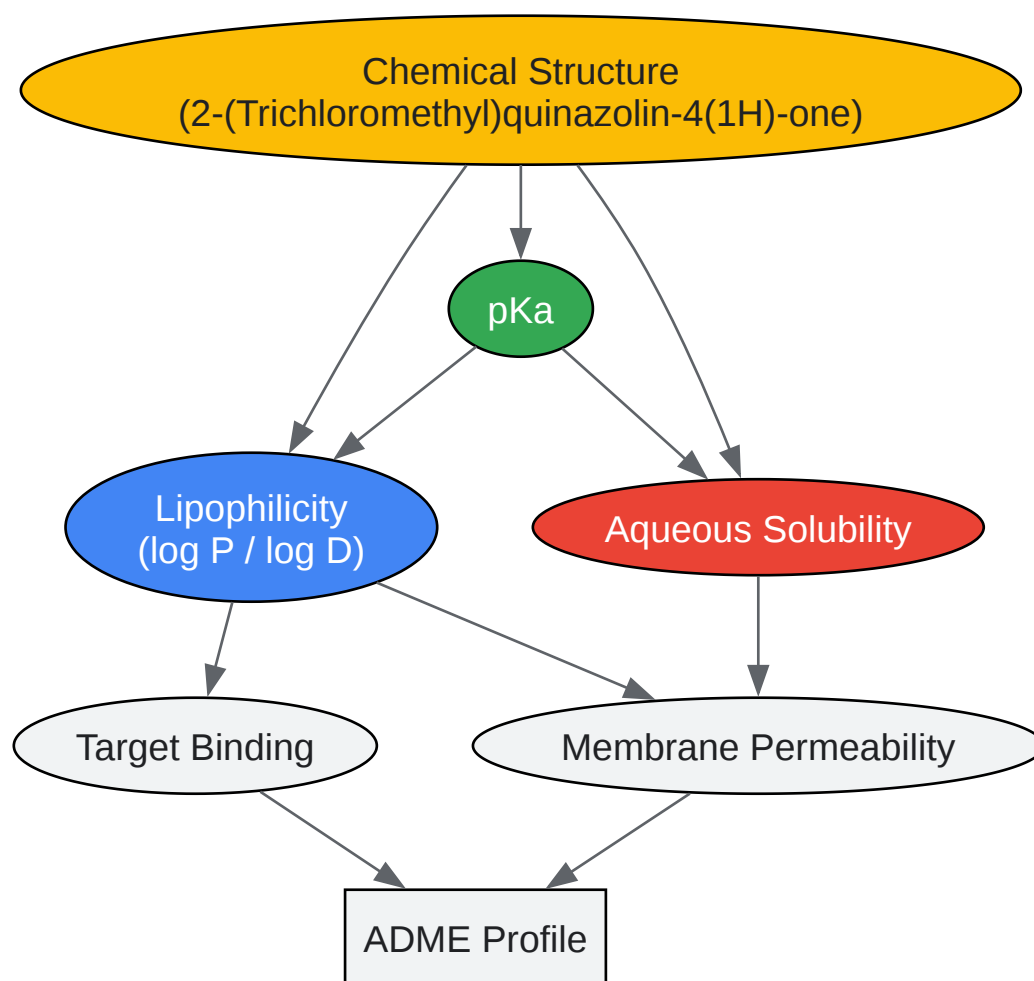 Chemical Structure
(2-(Trichloromethyl)quinazolin-4(1H)-one)
pKa
Lipophilicity
(log P / log D)
Aqueous Solubility
Target Binding
Membrane Permeability
ADME Profile